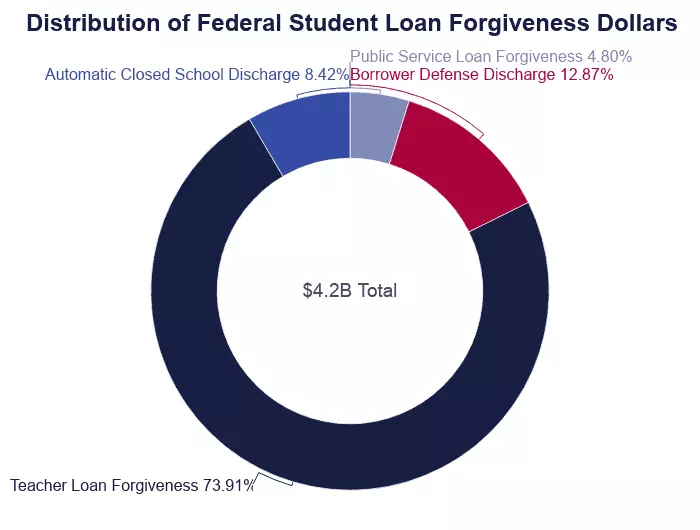 Distribution of Federal Student Loan Forgiveness Dollars
Public Service Loan Forgiveness 4.80%
Automatic Closed School Discharge 8.42%
Borrower Defense Discharge 12.87%
$4.2B Total
Teacher Loan Forgiveness 73.91%